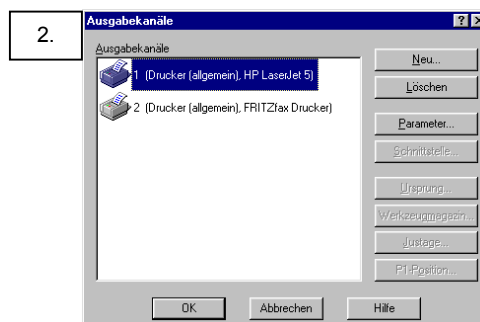 2.
Ausgabekanäle
Ausgabekanäle
1 (Drucker (allgemein), HP LaserJet 5)
2 (Drucker (allgemein), FRITZfax Drucker)
Neu...
Löschen
Parameter...
Schnittstelle...
Ursprung...
Werkzeugmagazin...
Justage...
P1-Position...
OK
Abbrechen
Hilfe